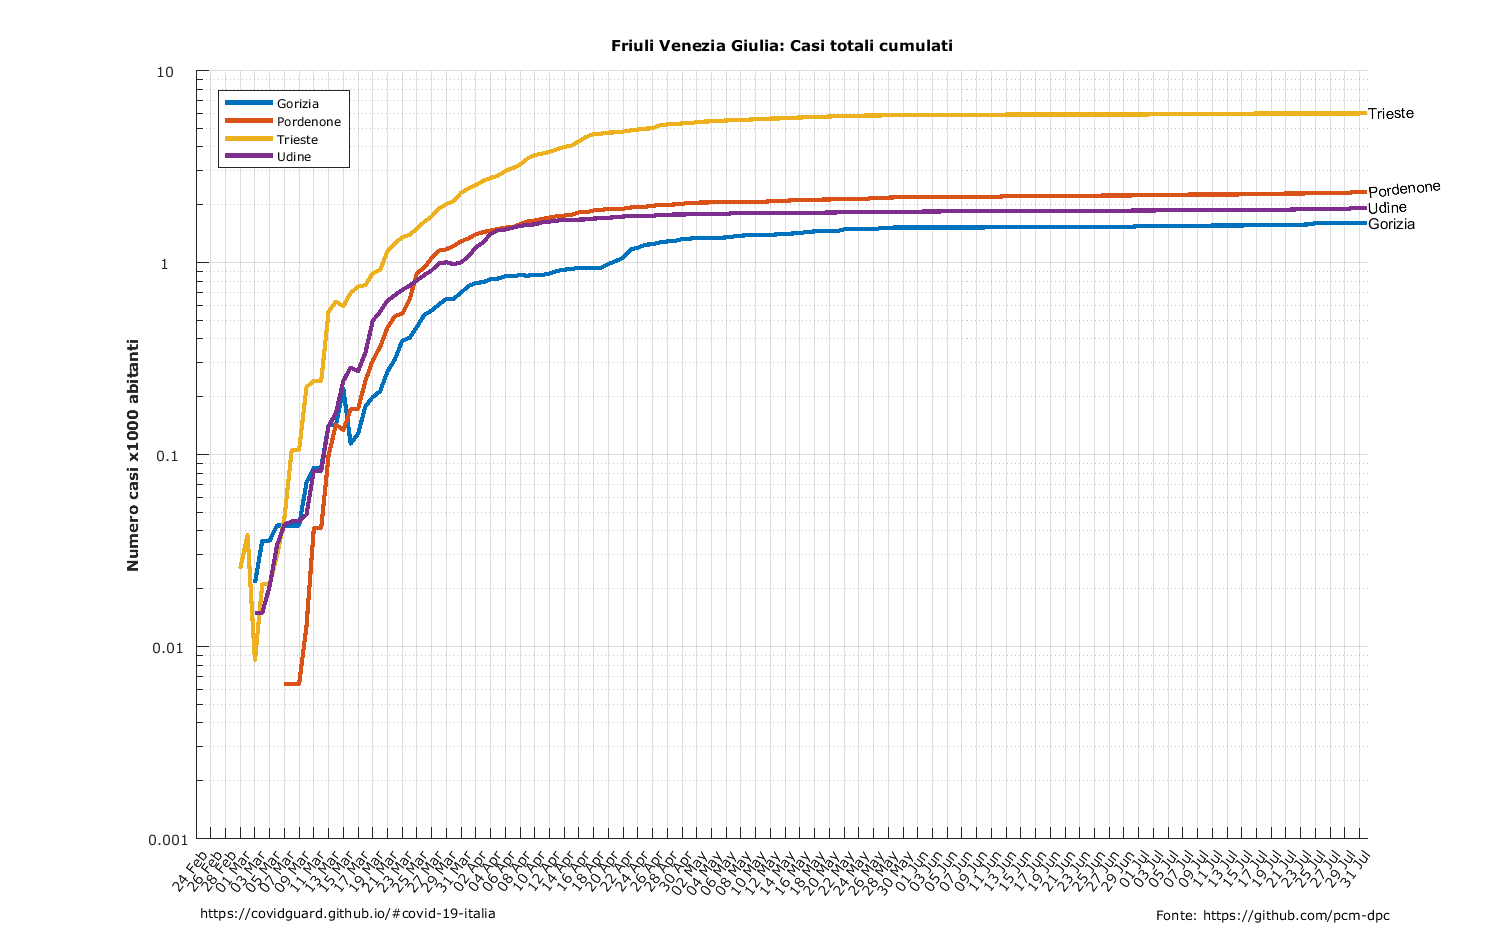 Friuli Venezia Giulia: Casi totali cumulati
Numero casi x1000 abitanti
10
1
0.1
0.01
0.001
Gorizia
Pordenone
Trieste
Udine
Trieste
Pordenone
Udine
Gorizia
24 Feb
26 Feb
28 Feb
01 Mar
03 Mar
05 Mar
07 Mar
09 Mar
11 Mar
13 Mar
15 Mar
17 Mar
19 Mar
21 Mar
23 Mar
25 Mar
27 Mar
29 Mar
31 Mar
02 Apr
04 Apr
06 Apr
08 Apr
10 Apr
12 Apr
14 Apr
16 Apr
18 Apr
20 Apr
22 Apr
24 Apr
26 Apr
28 Apr
30 Apr
02 May
04 May
06 May
08 May
10 May
12 May
14 May
16 May
18 May
20 May
22 May
24 May
26 May
28 May
30 May
01 Jun
03 Jun
05 Jun
07 Jun
09 Jun
11 Jun
13 Jun
15 Jun
17 Jun
19 Jun
21 Jun
23 Jun
25 Jun
27 Jun
29 Jun
01 Jul
03 Jul
05 Jul
07 Jul
09 Jul
11 Jul
13 Jul
15 Jul
17 Jul
19 Jul
21 Jul
23 Jul
25 Jul
27 Jul
29 Jul
31 Jul
https://covidguard.github.io/#covid-19-italia
Fonte: https://github.com/pcm-dpc